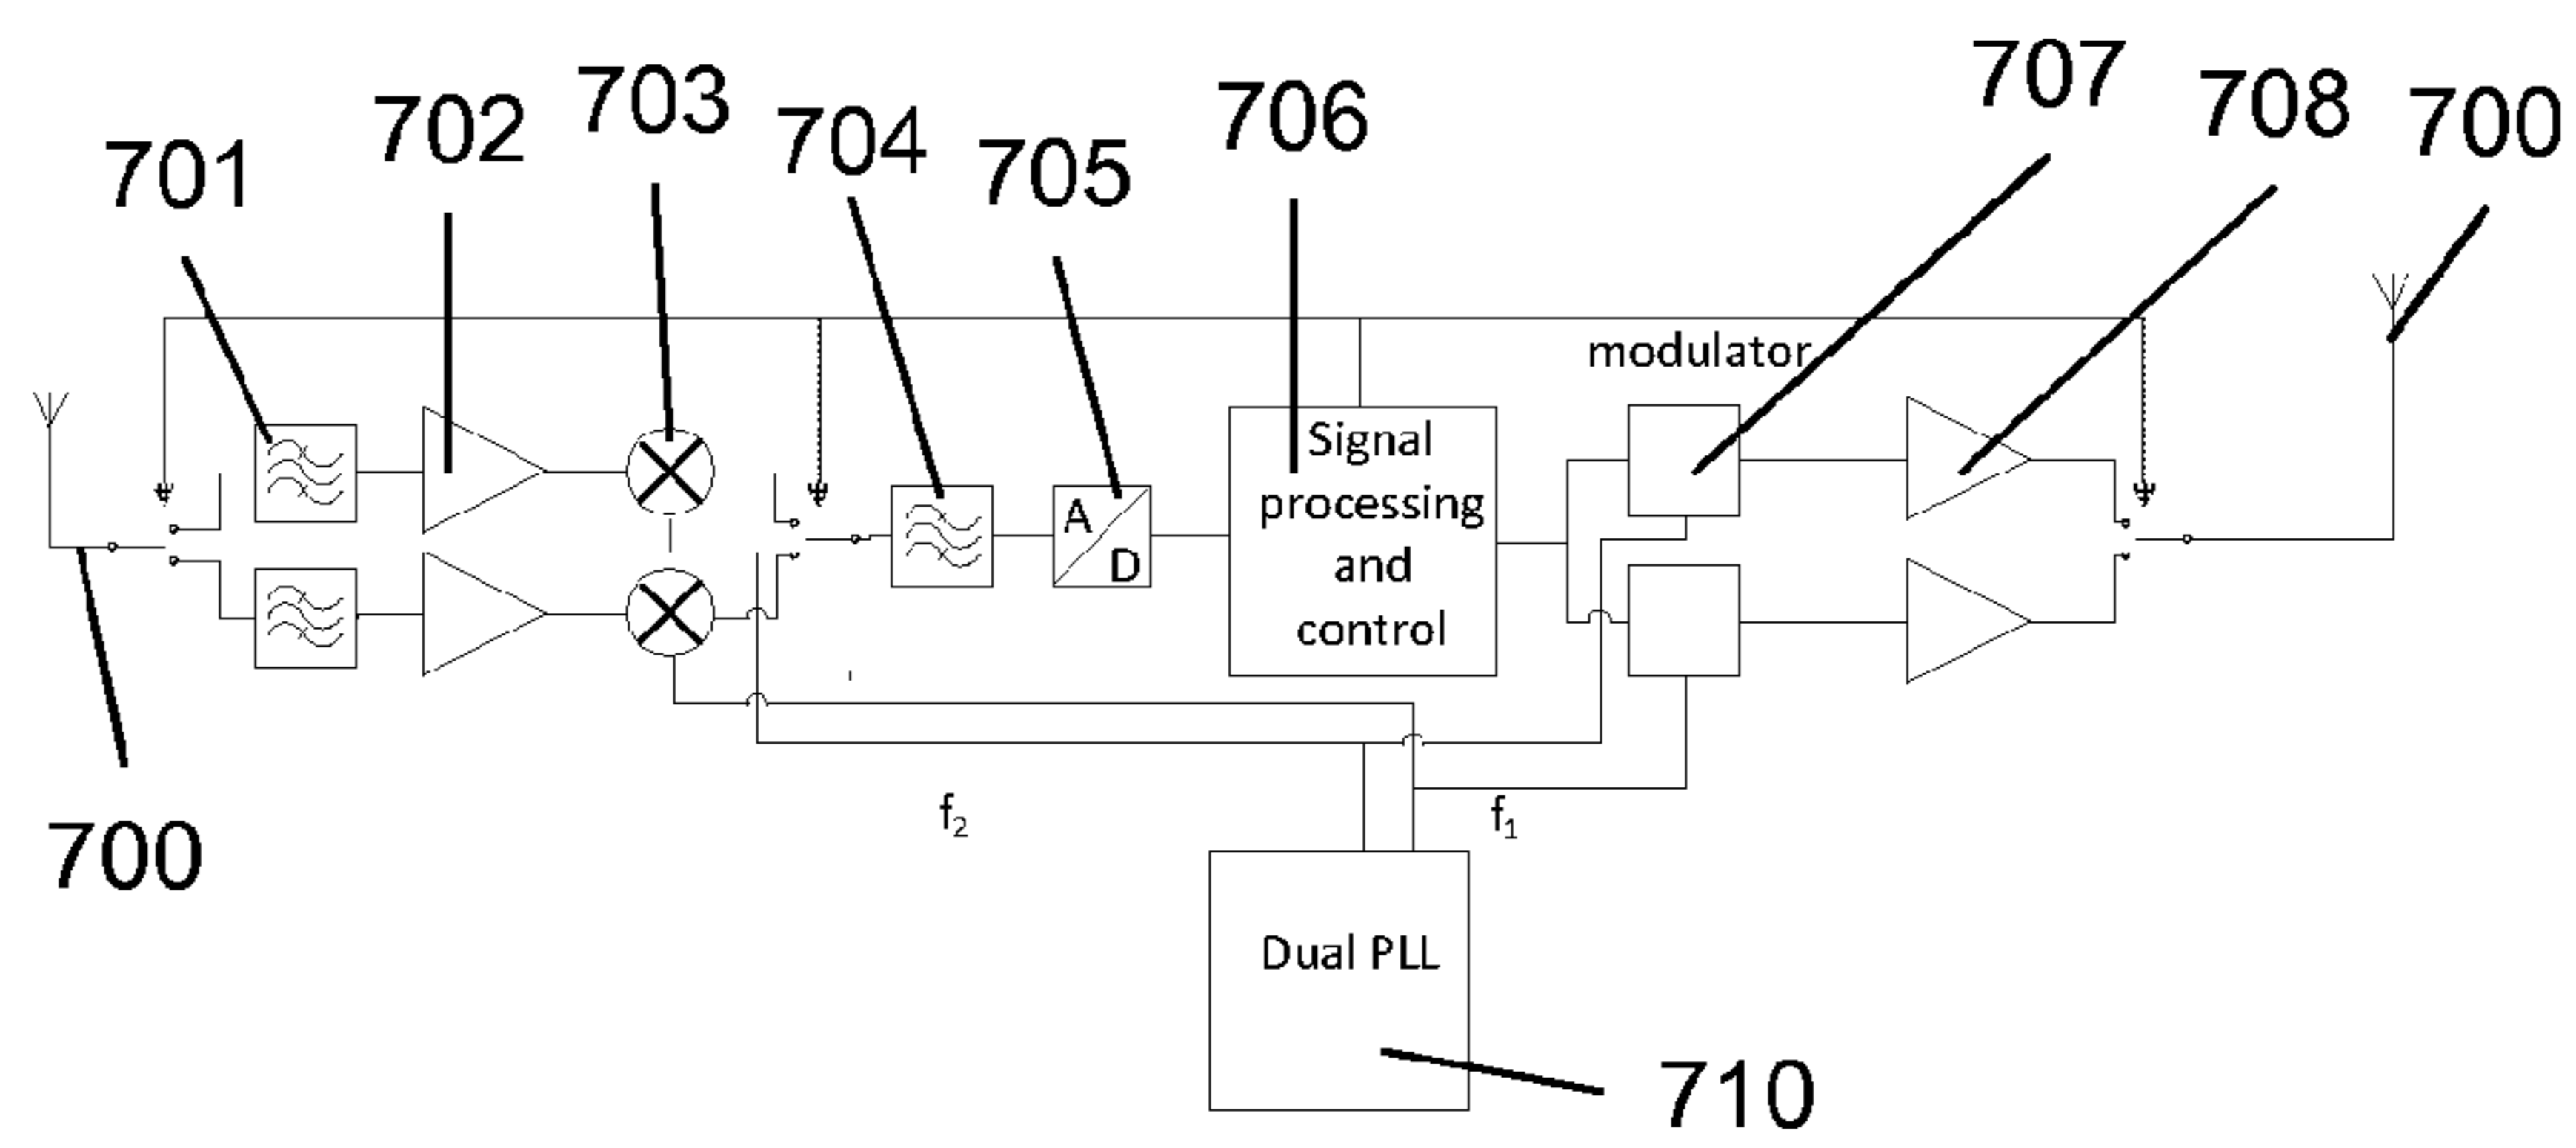 707
703
708
706
700
702
704
705
701
modulator
Signal
processing
and
control
A
D
f2
f1
700
Dual PLL
710